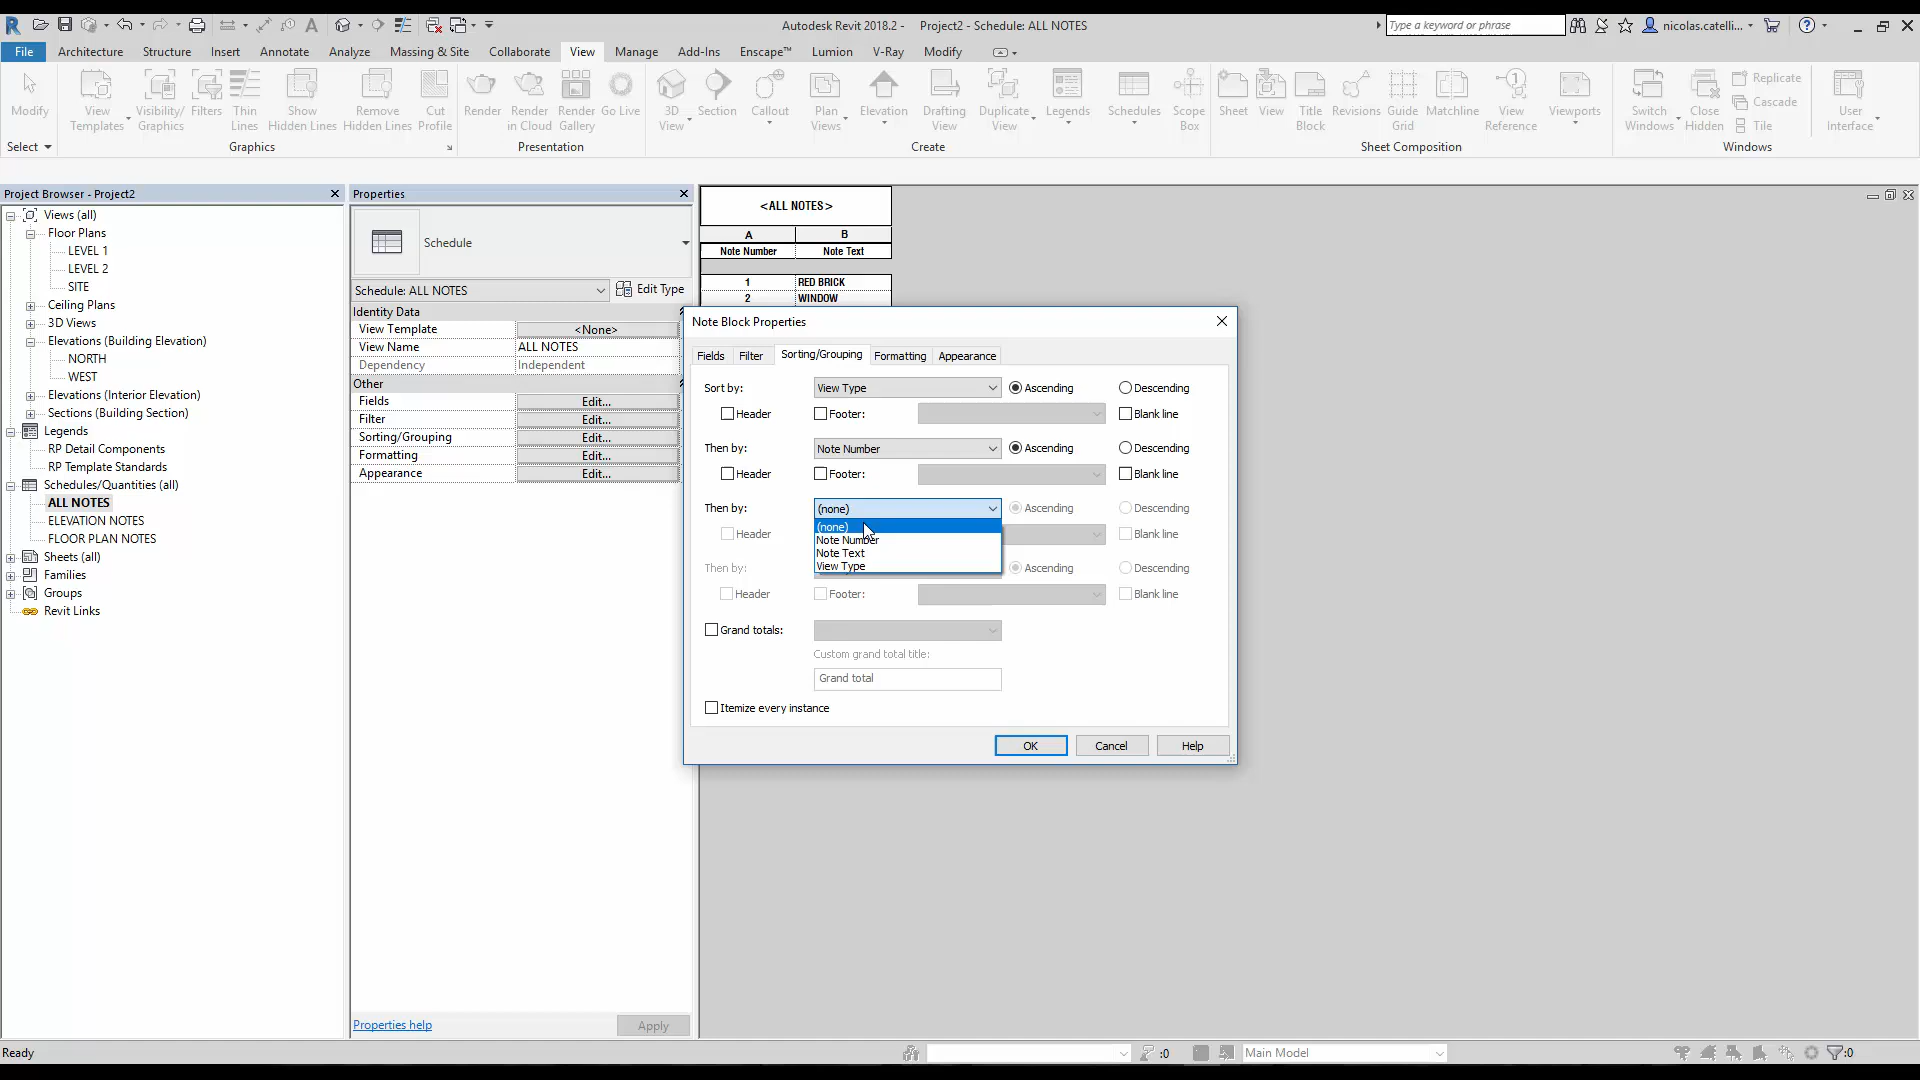 Autodesk Revit 2018.2 - Project2 - Schedule: ALL NOTES
Type a keyword or phrase
nicolas.catelli...
File Architecture Structure Insert Annotate Analyze Massing & Site Collaborate View Manage Add-Ins Enscape™ Lumion V-Ray Modify
Modify
View Templates
Visibility/ Graphics
Filters
Thin Lines
Show Hidden Lines
Remove Hidden Lines
Cut Profile
Render
Render in Cloud
Render Gallery
Go Live
3D View
Section
Callout
Plan Views
Elevation
Drafting View
Duplicate View
Legends
Schedules
Scope Box
Sheet
View
Title Block
Revisions
Guide Grid
Matchline
View Reference
Viewports
Switch Windows
Close Hidden
Replicate
Cascade
Tile
User Interface
Select Graphics Presentation Create Sheet Composition Windows
Project Browser - Project2
Views (all)
Floor Plans
LEVEL 1
LEVEL 2
SITE
Ceiling Plans
3D Views
Elevations (Building Elevation)
NORTH
WEST
Elevations (Interior Elevation)
Sections (Building Section)
Legends
RP Detail Components
RP Template Standards
Schedules/Quantities (all)
ALL NOTES
ELEVATION NOTES
FLOOR PLAN NOTES
Sheets (all)
Families
Groups
Revit Links
Properties
Schedule
Schedule: ALL NOTES Edit Type
Identity Data
View Template <None>
View Name ALL NOTES
Dependency Independent
Other
Fields Edit...
Filter Edit...
Sorting/Grouping Edit...
Formatting Edit...
Appearance Edit...
Properties help Apply
<ALL NOTES>
A B
Note Number Note Text
1 RED BRICK
2 WINDOW
Note Block Properties
Fields Filter Sorting/Grouping Formatting Appearance
Sort by: View Type Ascending Descending
Header Footer: Blank line
Then by: Note Number Ascending Descending
Header Footer: Blank line
Then by: (none) Ascending Descending
(none)
Header Note Number Blank line
Note Text
View Type
Then by: Ascending Descending
Header Footer: Blank line
Grand totals:
Custom grand total title:
Grand total
Itemize every instance
OK Cancel Help
Ready :0 Main Model :0